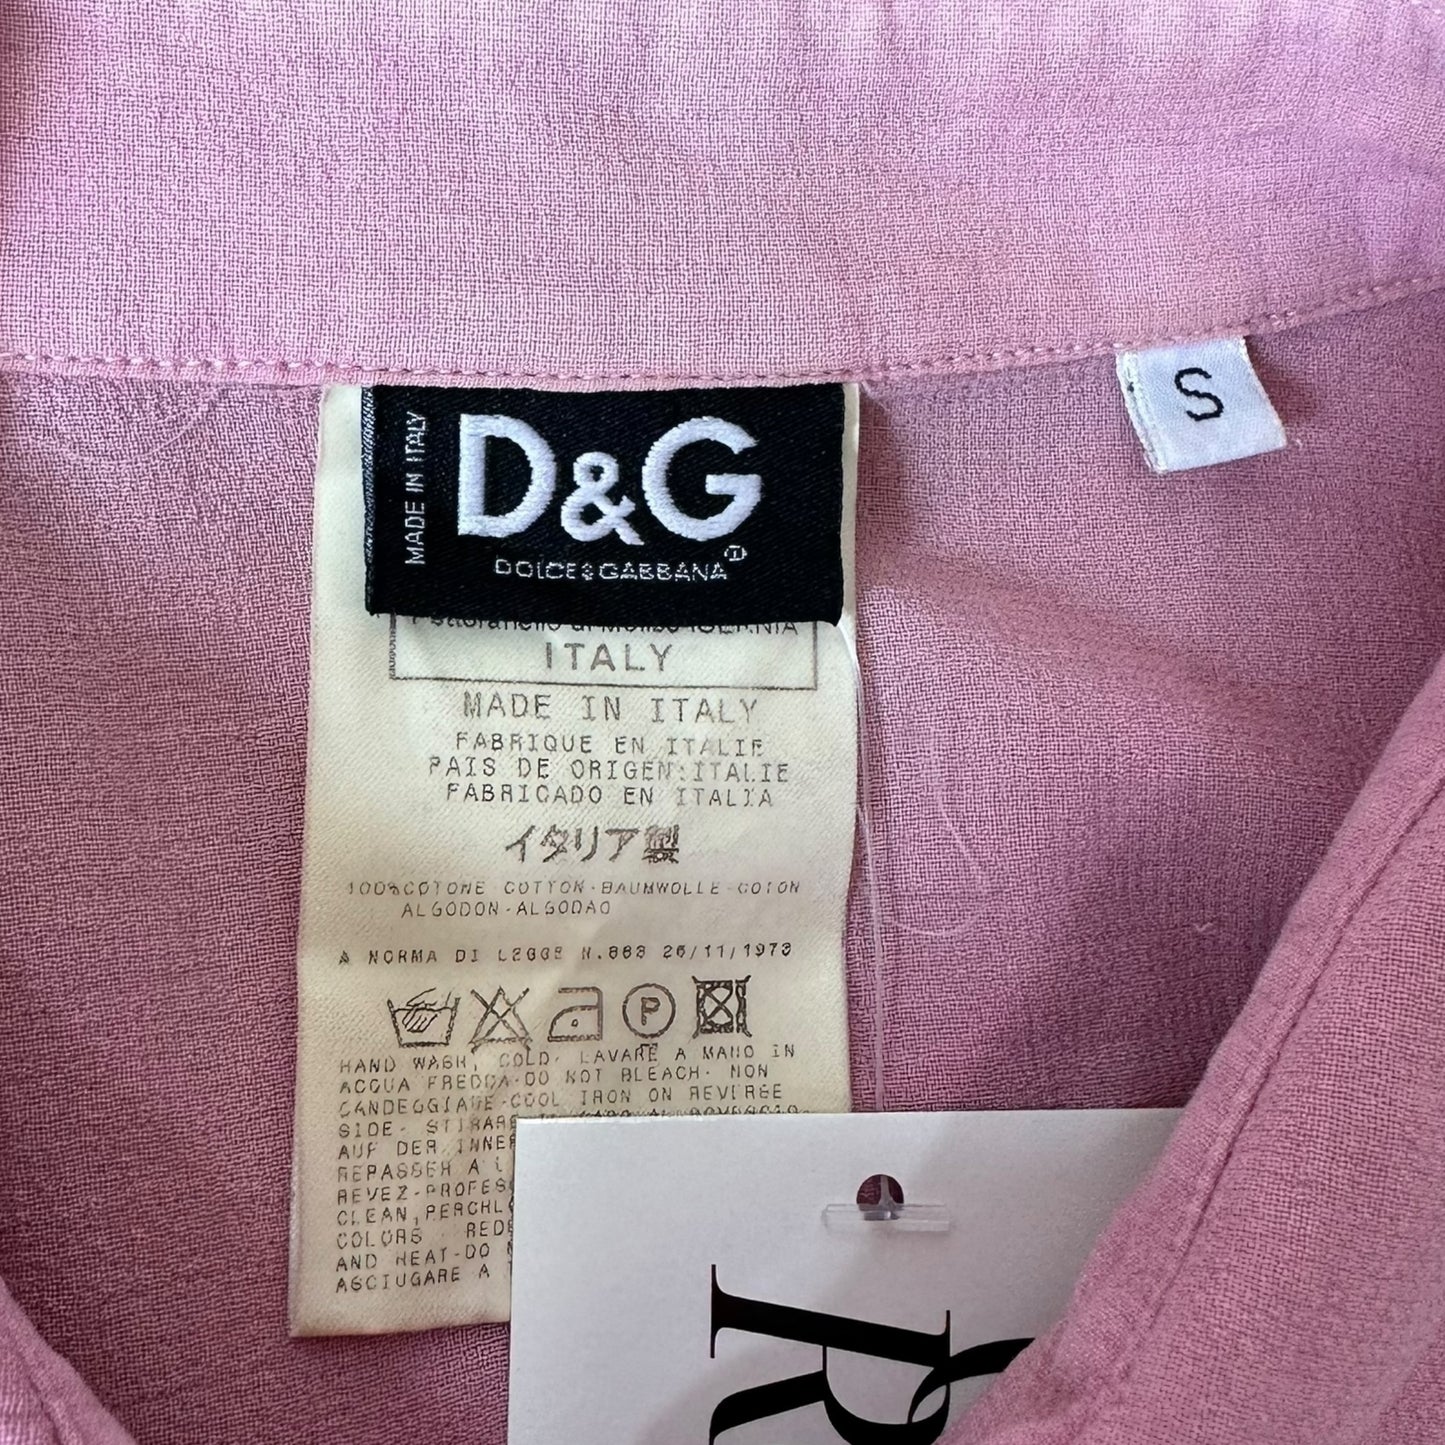 MADE IN ITALY
D&G
DOLCE&GABBANA
S
ITALY
MADE IN ITALY
FABRIQUE EN ITALIE
PAIS DE ORIGEN:ITALIE
FABRICADO EN ITALIA
イタリア製
100%COTONE COTTON-BAUMWOLLE-COTON
ALGODON-ALGODAO
A NORMA DI LEGGE N.883 26/11/1973
P
HAND WASH, COLD- LAVARE A MANO IN
ACQUA FREDDA-DO NOT BLEACH- NON
CANDEGGIARE-COOL IRON ON REVERSE
SIDE-
AUF DER
REPASSER A
CLEAN,
COLORS
AND HEAT-DO
ASCIUGARE A
R